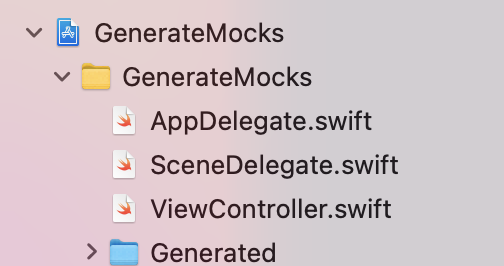 GenerateMocks
GenerateMocks
AppDelegate.swift
SceneDelegate.swift
ViewController.swift
Generated